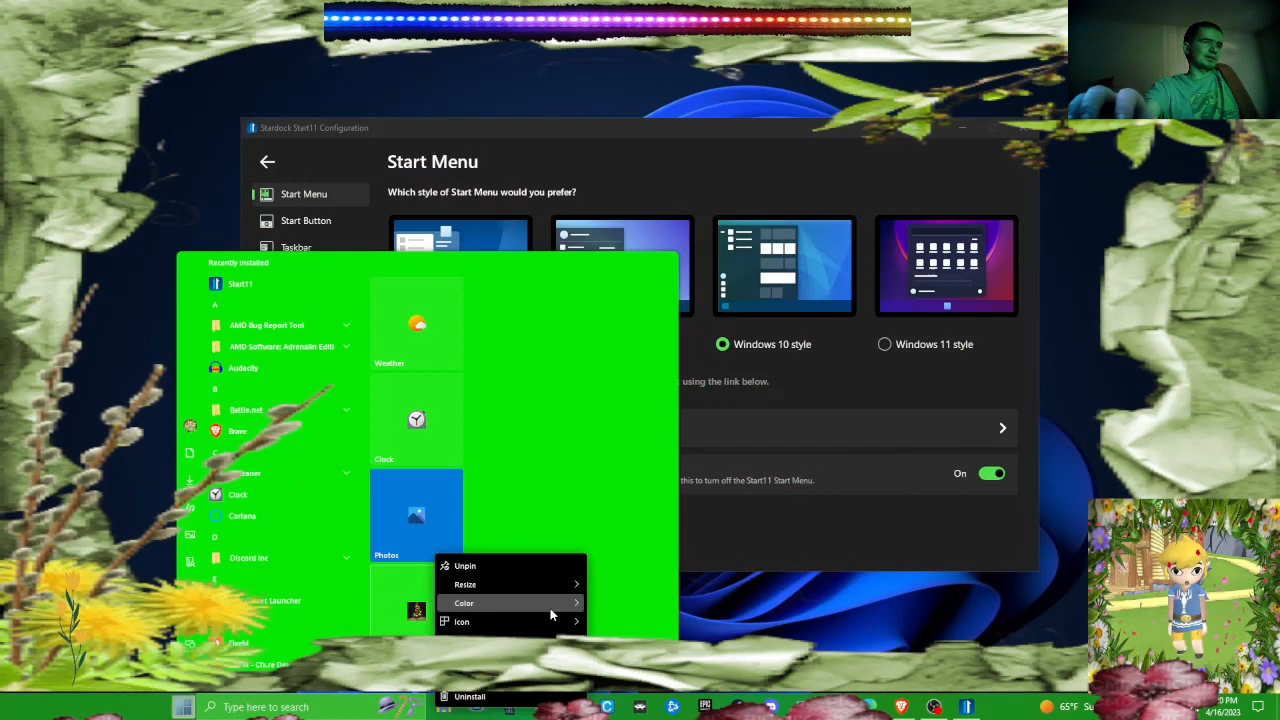 Stardock Start11 Configuration
Start Menu
Which style of Start Menu would you prefer?
Start Menu
Start Button
Taskbar
Windows 10 style
Windows 11 style
using the link below.
On
this to turn off the Start11 Start Menu.
Recently installed
Start11
A
AMD Bug Report Tool
AMD Software: Adrenalin Editi
Audacity
B
Battle.net
Brave
C
Clock
Cortana
D
Discord Inc
E
Launcher
FiveM
Weather
Clock
Photos
Unpin
Resize
Color
Icon
Uninstall
Type here to search
EPIC
65°F
4/16/2023